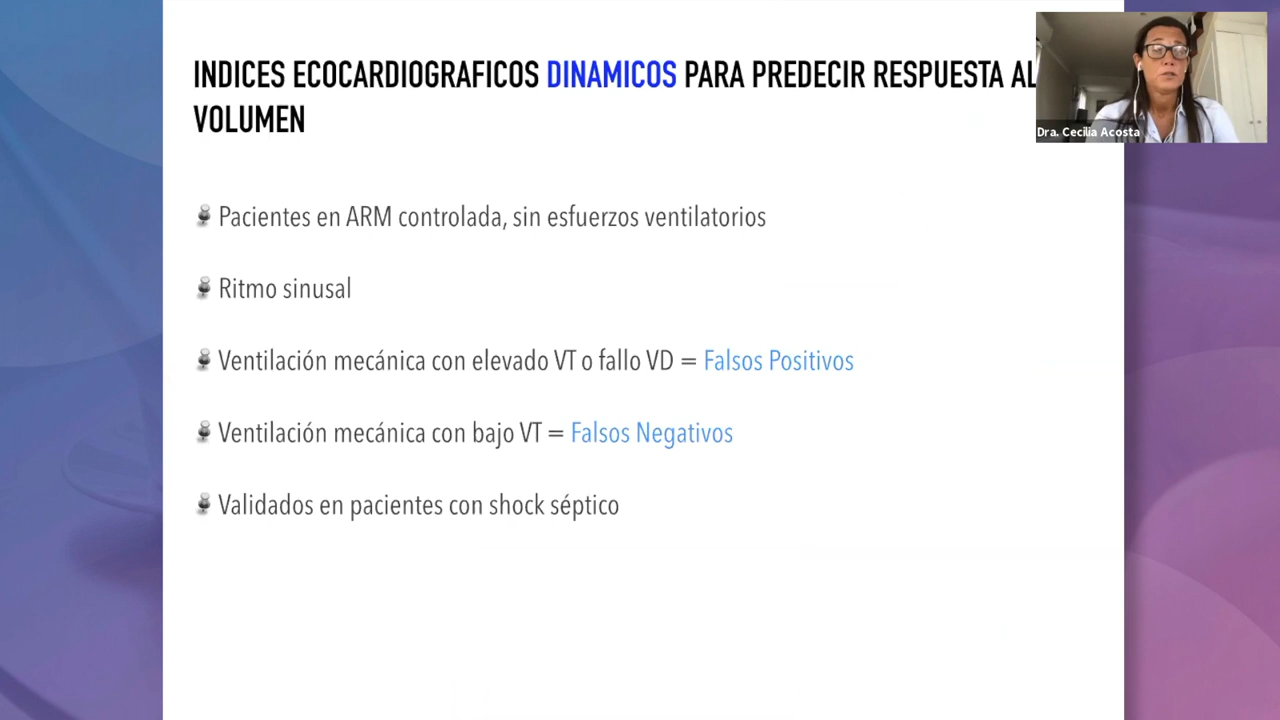 INDICES ECOCARDIOGRAFICOS DINAMICOS PARA PREDECIR RESPUESTA AL
VOLUMEN
Dra. Cecilia Acosta
Pacientes en ARM controlada, sin esfuerzos ventilatorios
Ritmo sinusal
Ventilación mecánica con elevado VT o fallo VD = Falsos Positivos
Ventilación mecánica con bajo VT = Falsos Negativos
Validados en pacientes con shock séptico